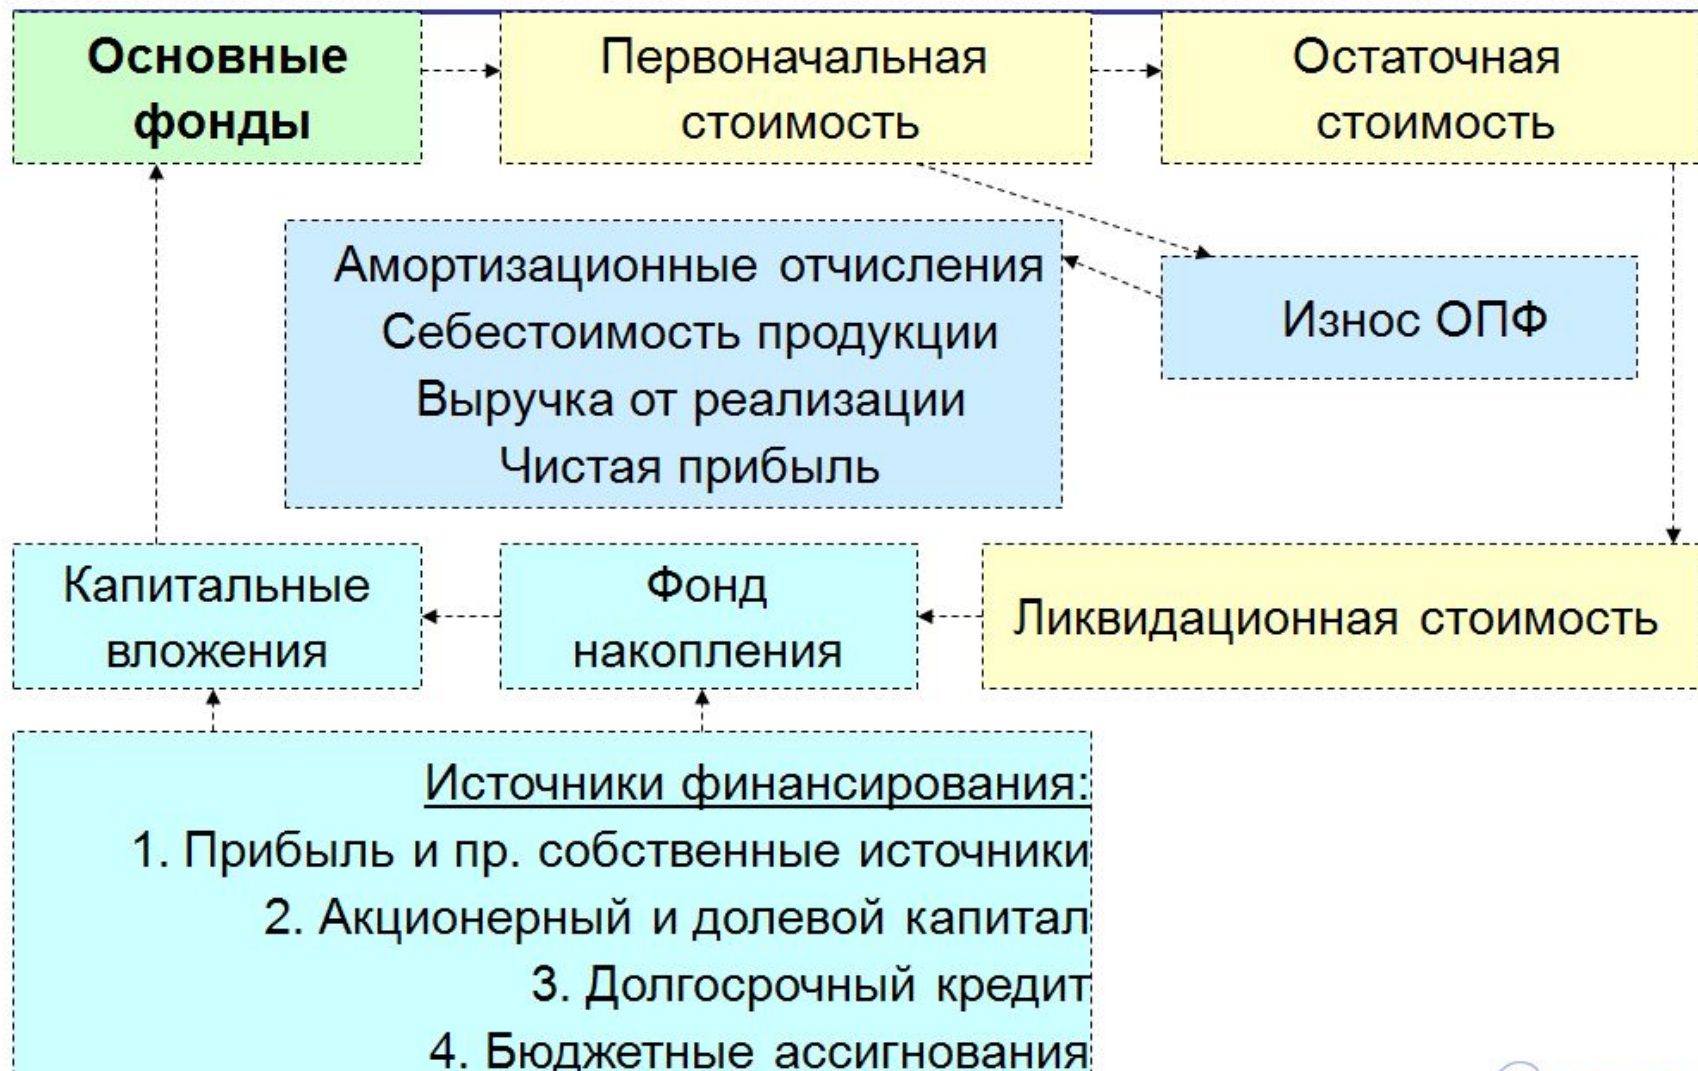 Основные
фонды
Первоначальная
стоимость
Остаточная
стоимость
Амортизационные отчисления
Себестоимость продукции
Выручка от реализации
Чистая прибыль
Износ ОПФ
Капитальные
вложения
Фонд
накопления
Ликвидационная стоимость
Источники финансирования:
1. Прибыль и пр. собственные источники
2. Акционерный и долевой капитал
3. Долгосрочный кредит
4. Бюджетные ассигнования